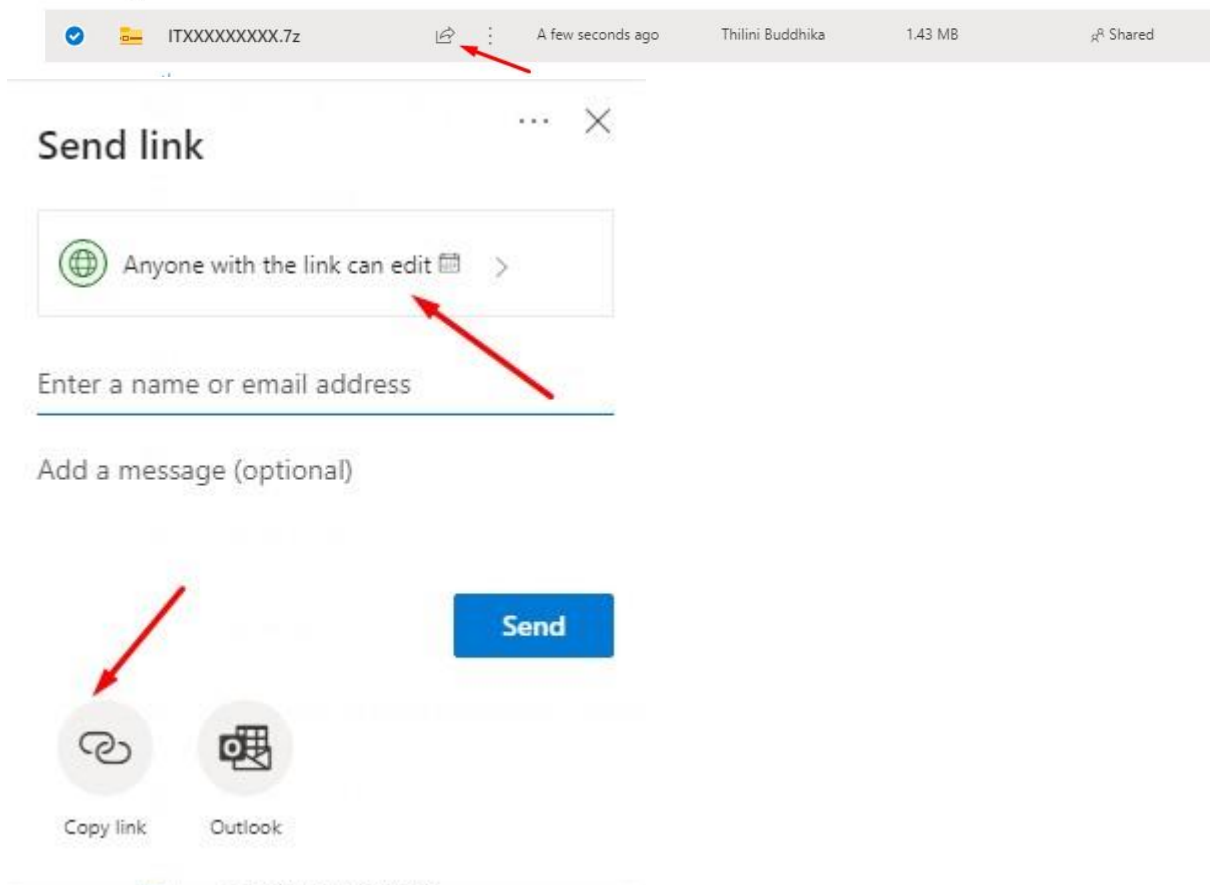 ITXXXXXXXXX.7z A few seconds ago Thilini Buddhika 1.43 MB Shared
Send link
Anyone with the link can edit
Enter a name or email address
Add a message (optional)
Send
Copy link Outlook